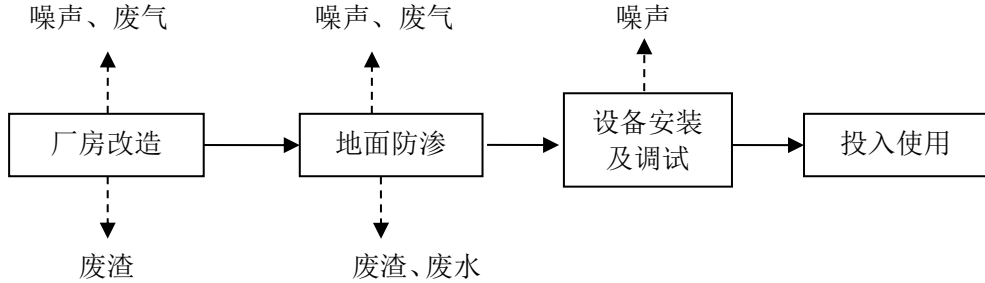 噪声、废气
噪声、废气
噪声
厂房改造
地面防渗
设备安装
及调试
投入使用
废渣
废渣、废水